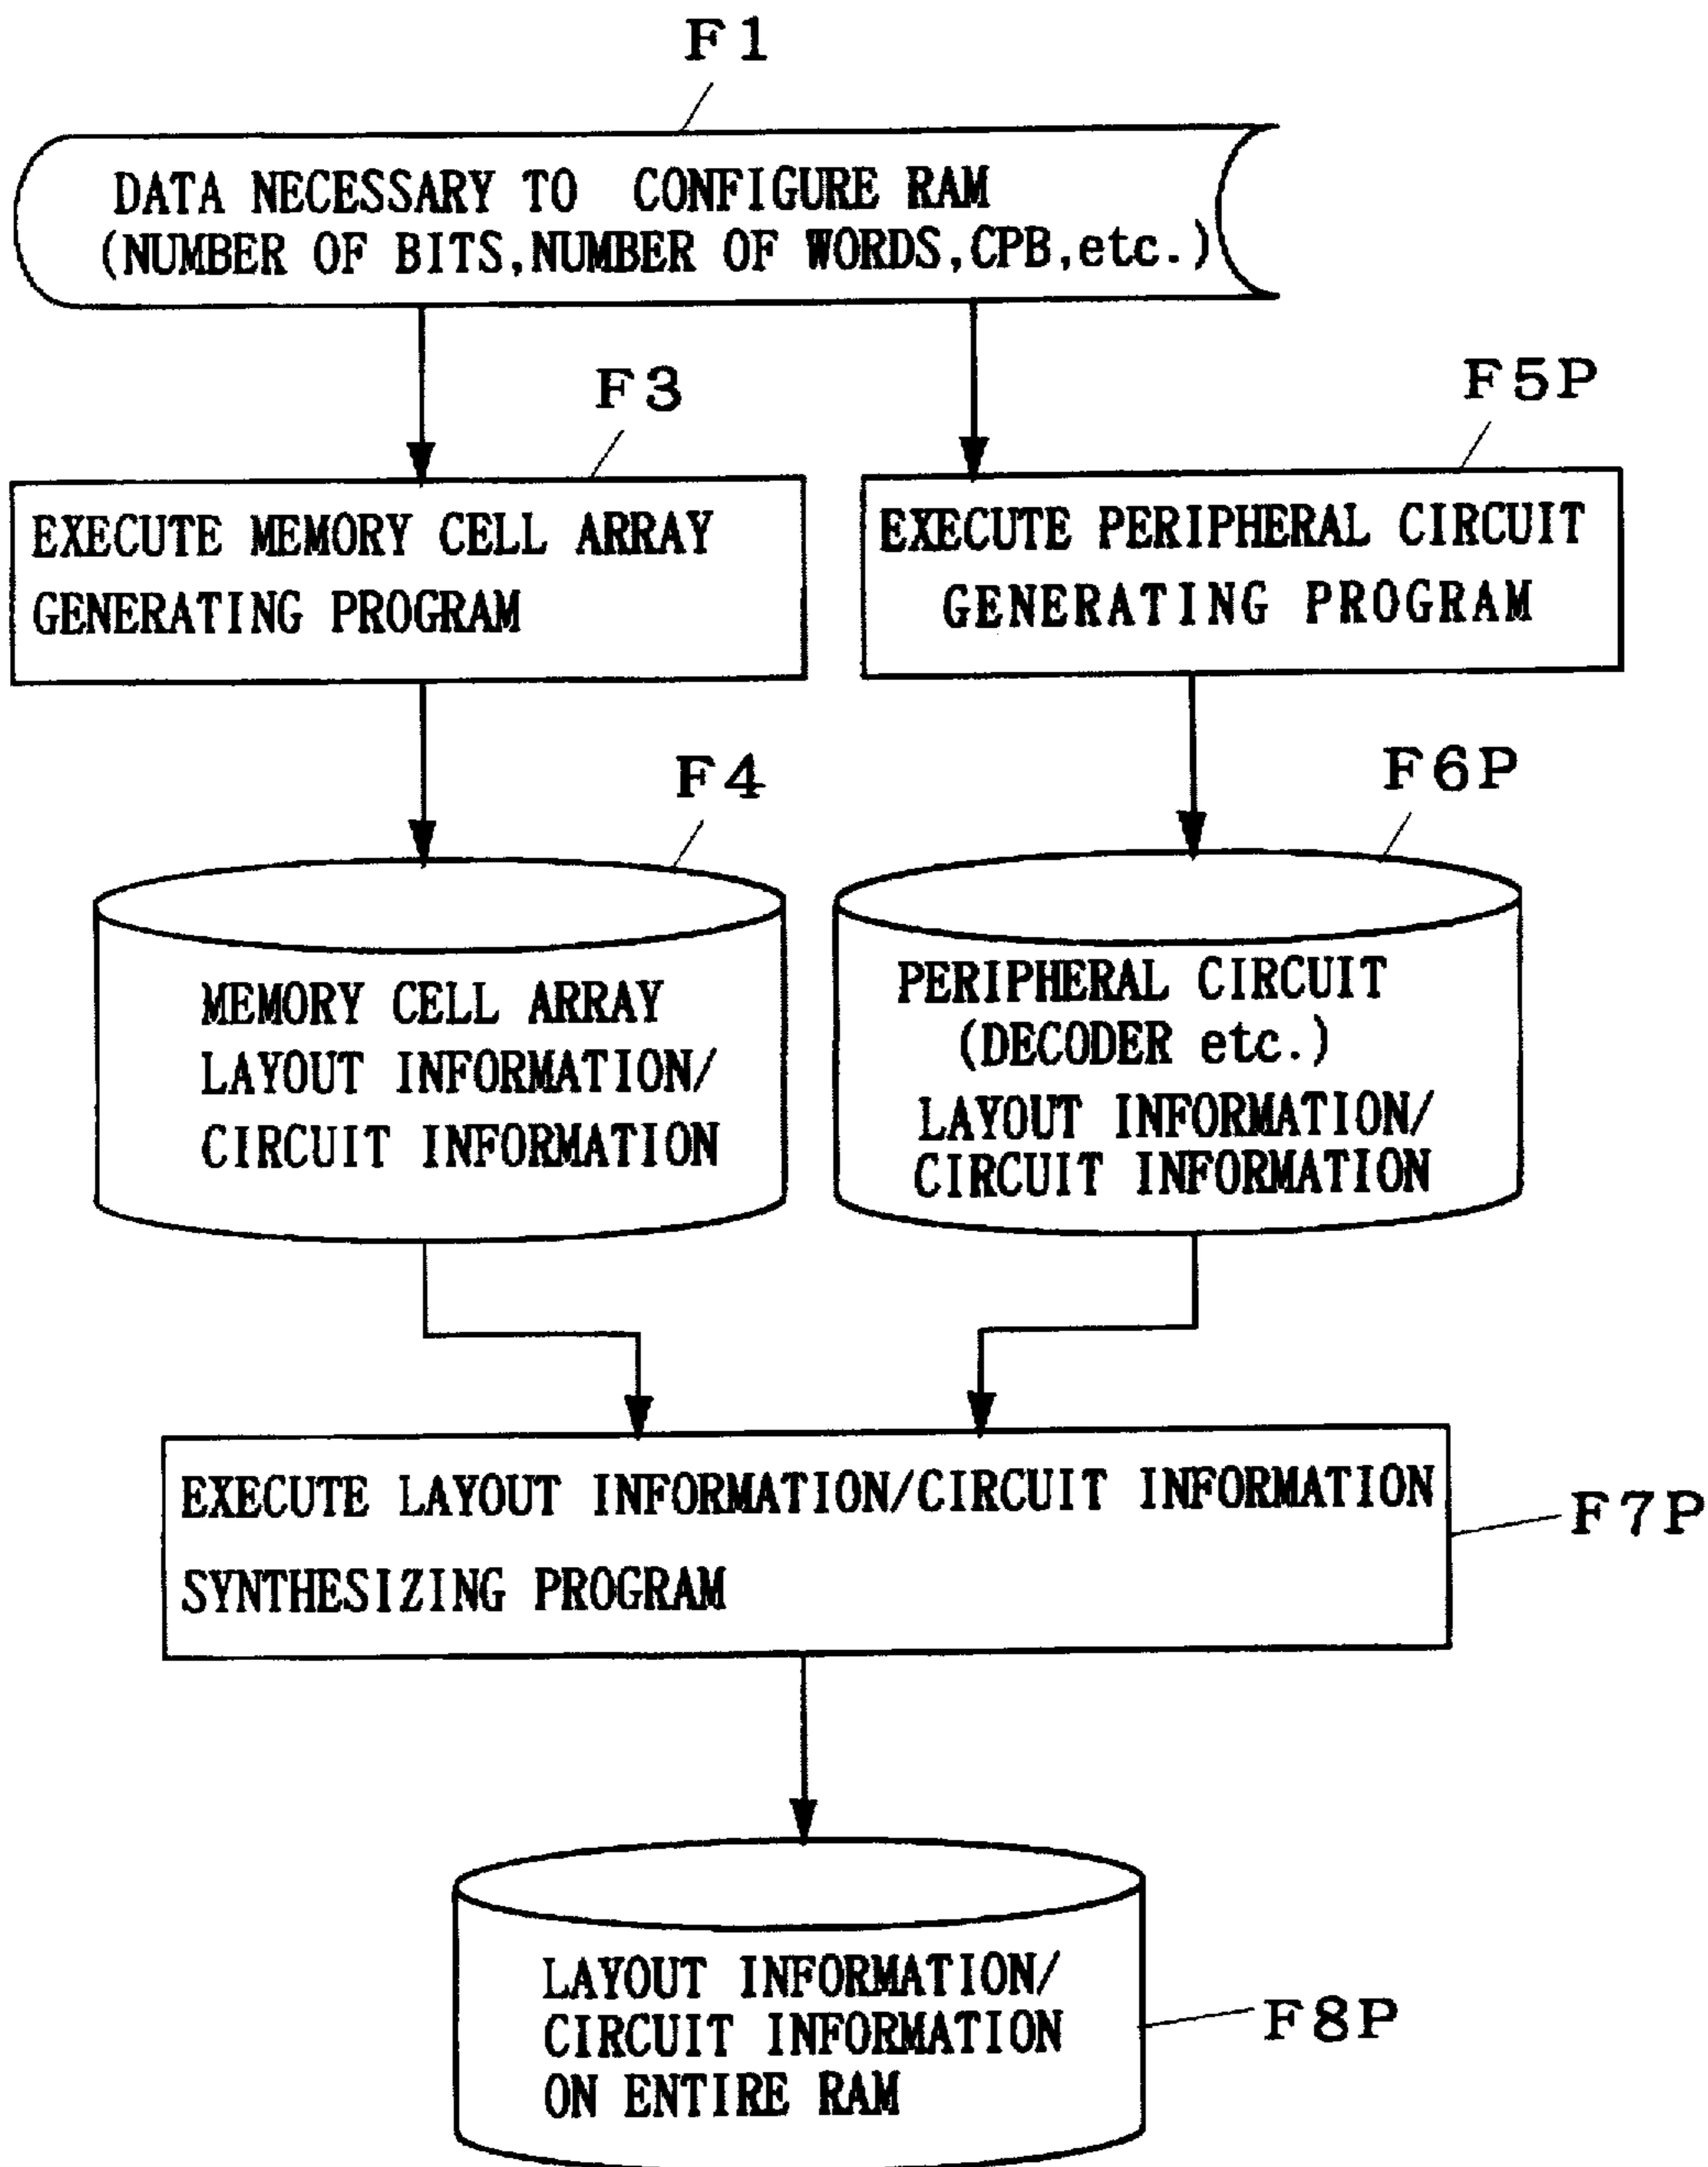 F1
DATA NECESSARY TO CONFIGURE RAM
(NUMBER OF BITS,NUMBER OF WORDS,CPB,etc.)
F3
EXECUTE MEMORY CELL ARRAY
GENERATING PROGRAM
F5P
EXECUTE PERIPHERAL CIRCUIT
GENERATING PROGRAM
F4
MEMORY CELL ARRAY
LAYOUT INFORMATION/
CIRCUIT INFORMATION
F6P
PERIPHERAL CIRCUIT
(DECODER etc.)
LAYOUT INFORMATION/
CIRCUIT INFORMATION
EXECUTE LAYOUT INFORMATION/CIRCUIT INFORMATION
SYNTHESIZING PROGRAM
F7P
LAYOUT INFORMATION/
CIRCUIT INFORMATION
ON ENTIRE RAM
F8P